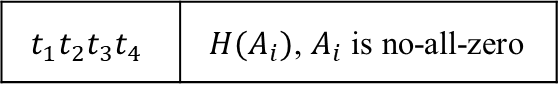 t₁t₂t₃t₄ H(Aᵢ), Aᵢ is no-all-zero